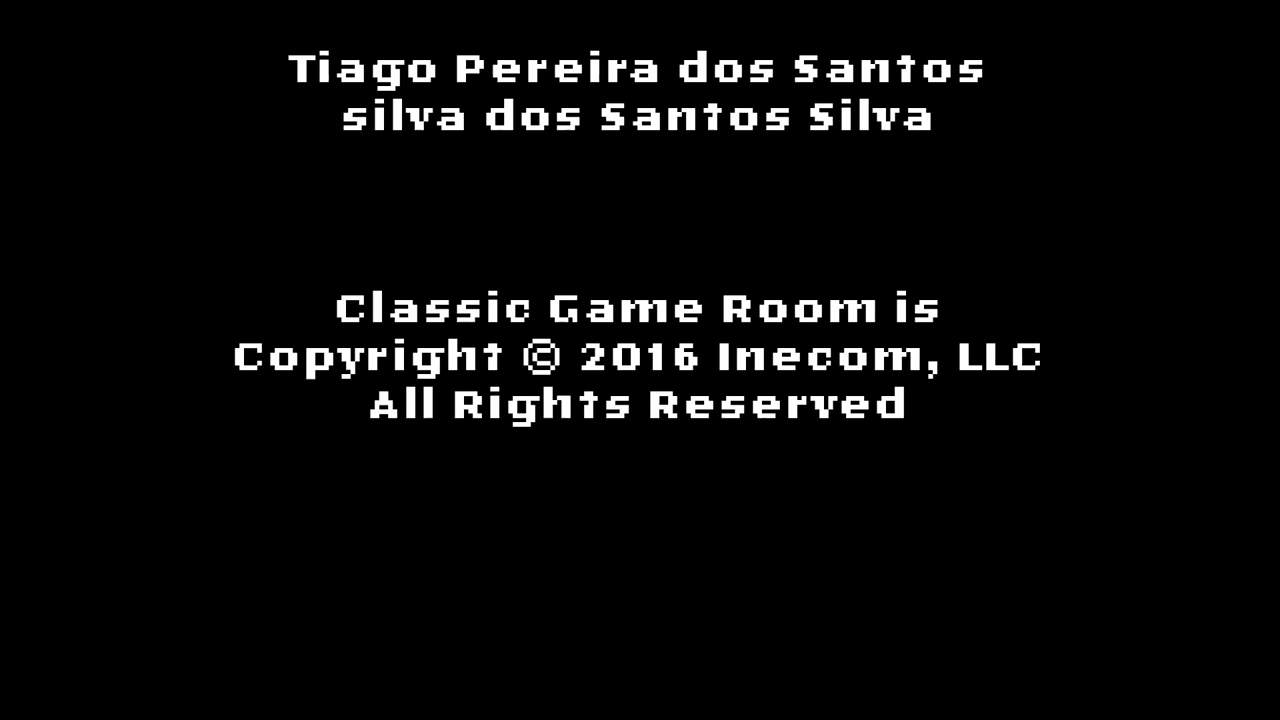 Tiago Pereira dos Santos
silva dos Santos Silva
Classic Game Room is
Copyright © 2016 Inecom, LLC
All Rights Reserved